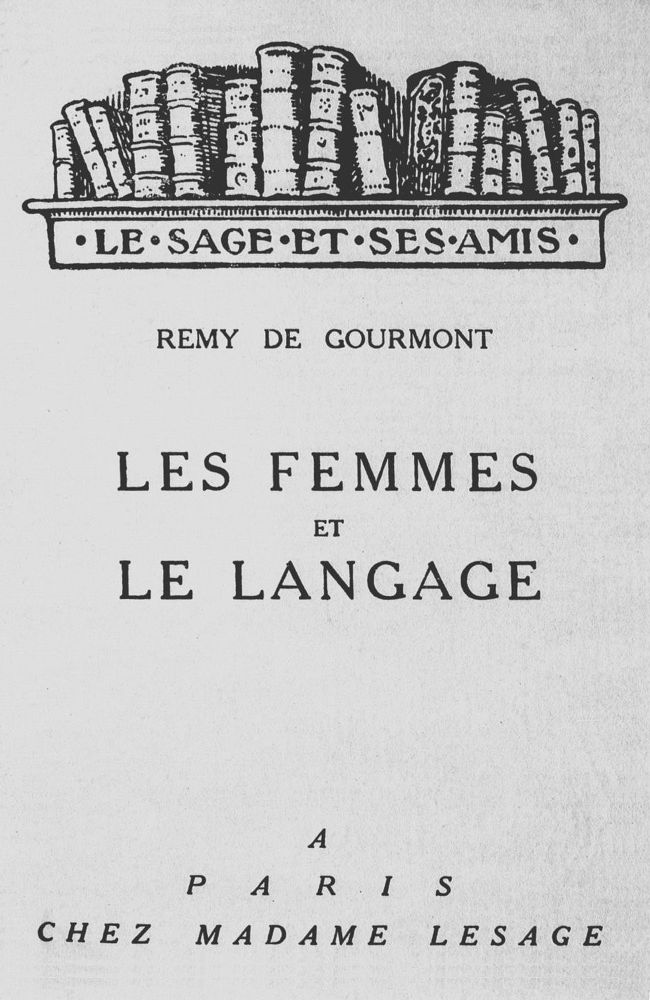 •LE•SAGE•ET•SES•AMIS•
REMY DE GOURMONT
LES FEMMES
ET
LE LANGAGE
A
PARIS
CHEZ MADAME LESAGE